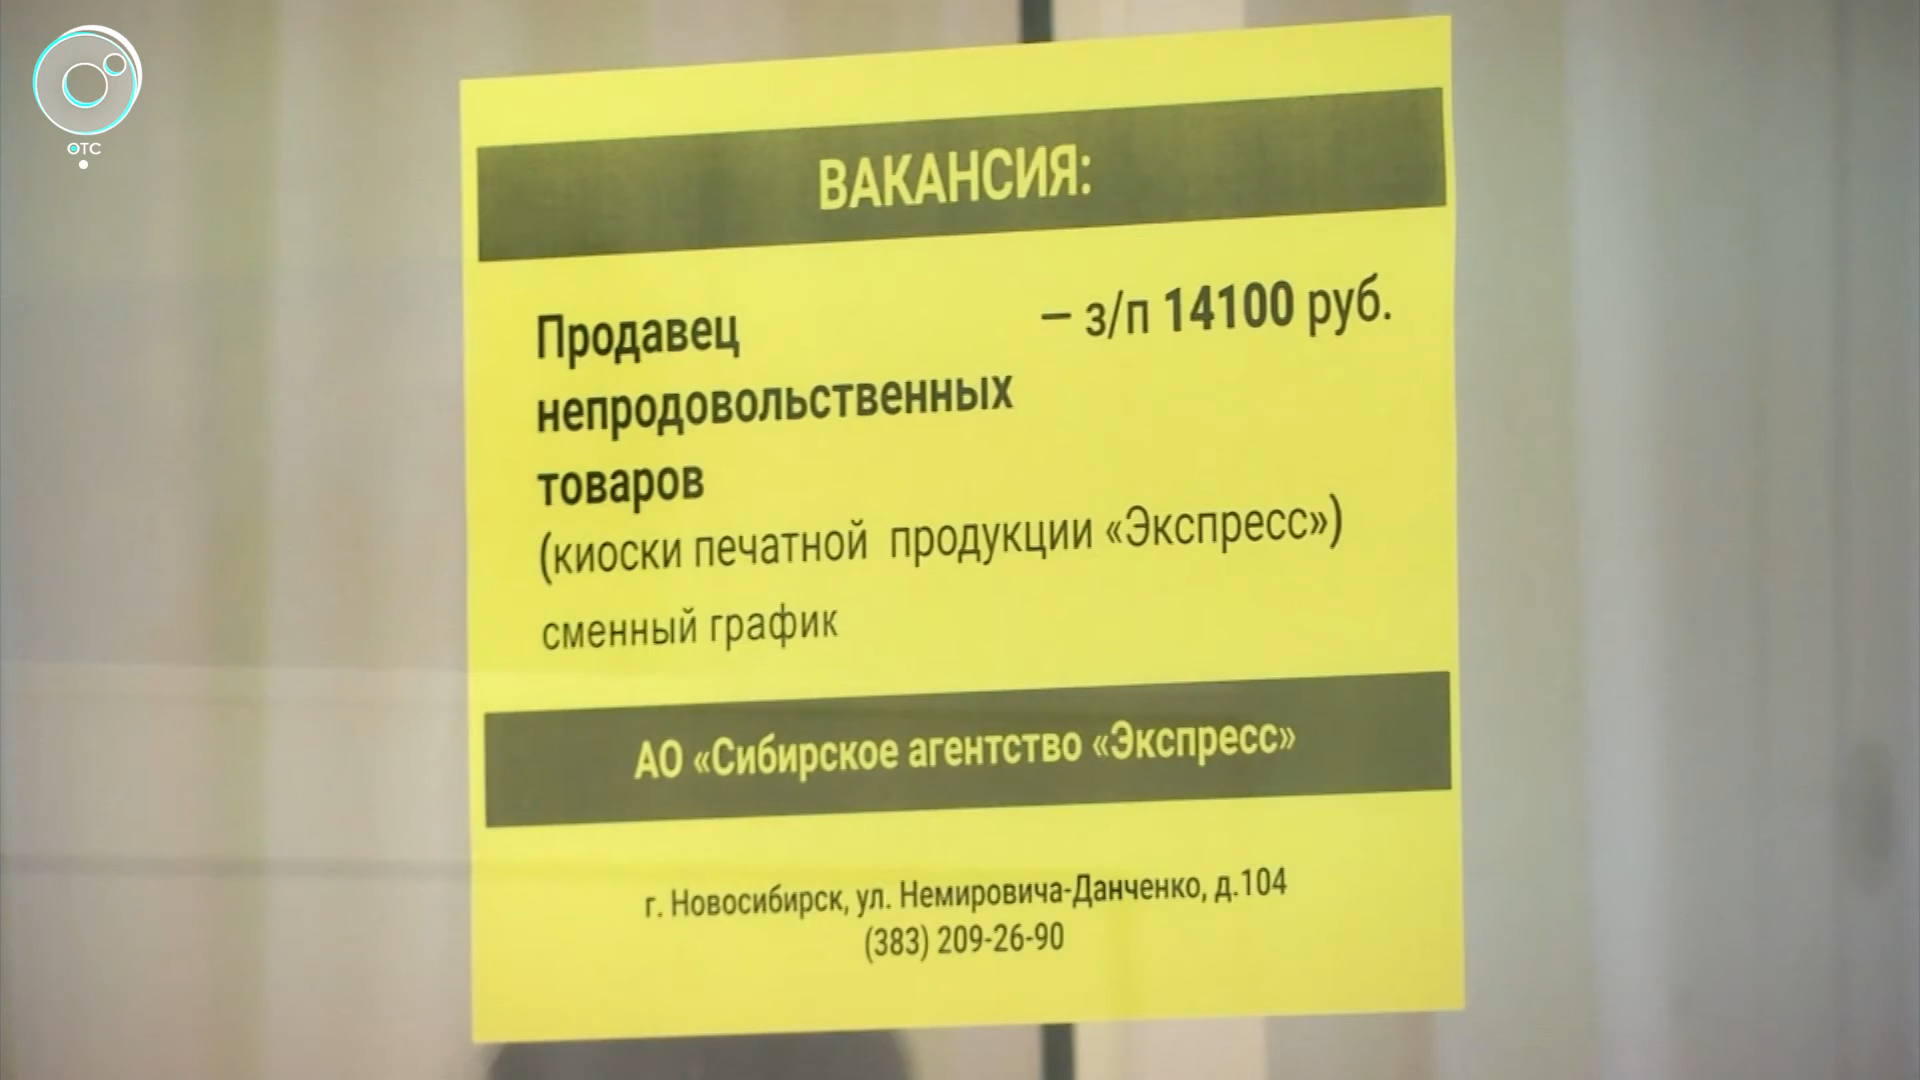 ОТС
ВАКАНСИЯ:
Продавец — з/п 14100 руб.
непродовольственных
товаров
(киоски печатной продукции «Экспресс»)
сменный график
АО «Сибирское агентство «Экспресс»
г. Новосибирск, ул. Немировича-Данченко, д.104
(383) 209-26-90